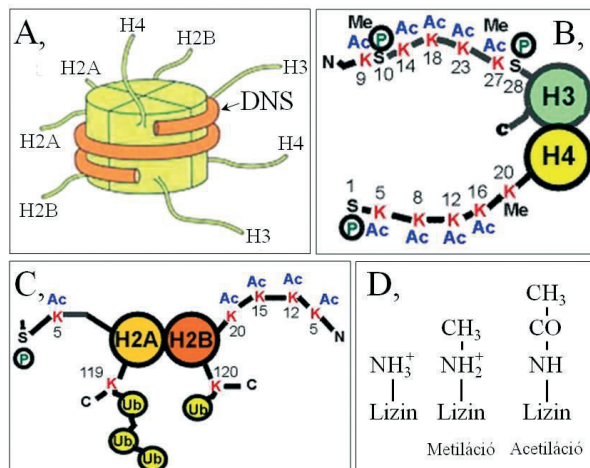 A,
H4
H2B
H2A
H3
DNS
H2A
H4
H2B
H3
B,
Me
Me
Ac P Ac Ac Ac Ac P
N K S K K K K S
9 10 14 18 23 27 28
H3
C
H4
1 5 8 12 16 20
S K K K K K
P Ac Ac Ac Ac Me
C,
Ac
S K
5
P
H2A H2B
Ac Ac Ac Ac
K K K K N
20 15 12 5
119 120
K K
C C
Ub Ub
Ub
Ub
D,
CH3
CH3 CO
NH3+ NH2+ NH
Lizin Lizin Lizin
Metiláció Acetiláció